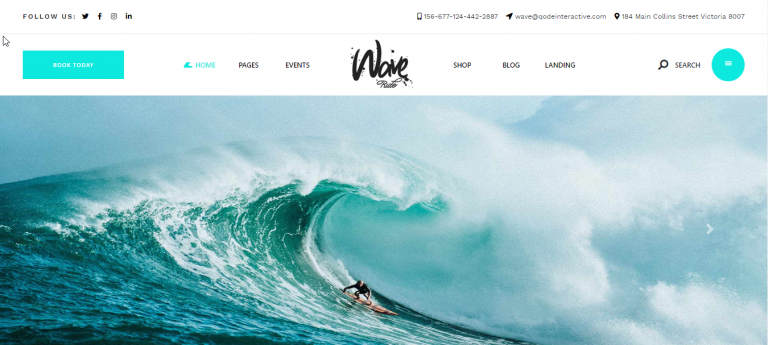 FOLLOW US:
156-677-124-442-2887 wave@qodeinteractive.com 184 Main Collins Street Victoria 8007
BOOK TODAY
HOME PAGES EVENTS
Wave
Ride
SHOP BLOG LANDING
SEARCH